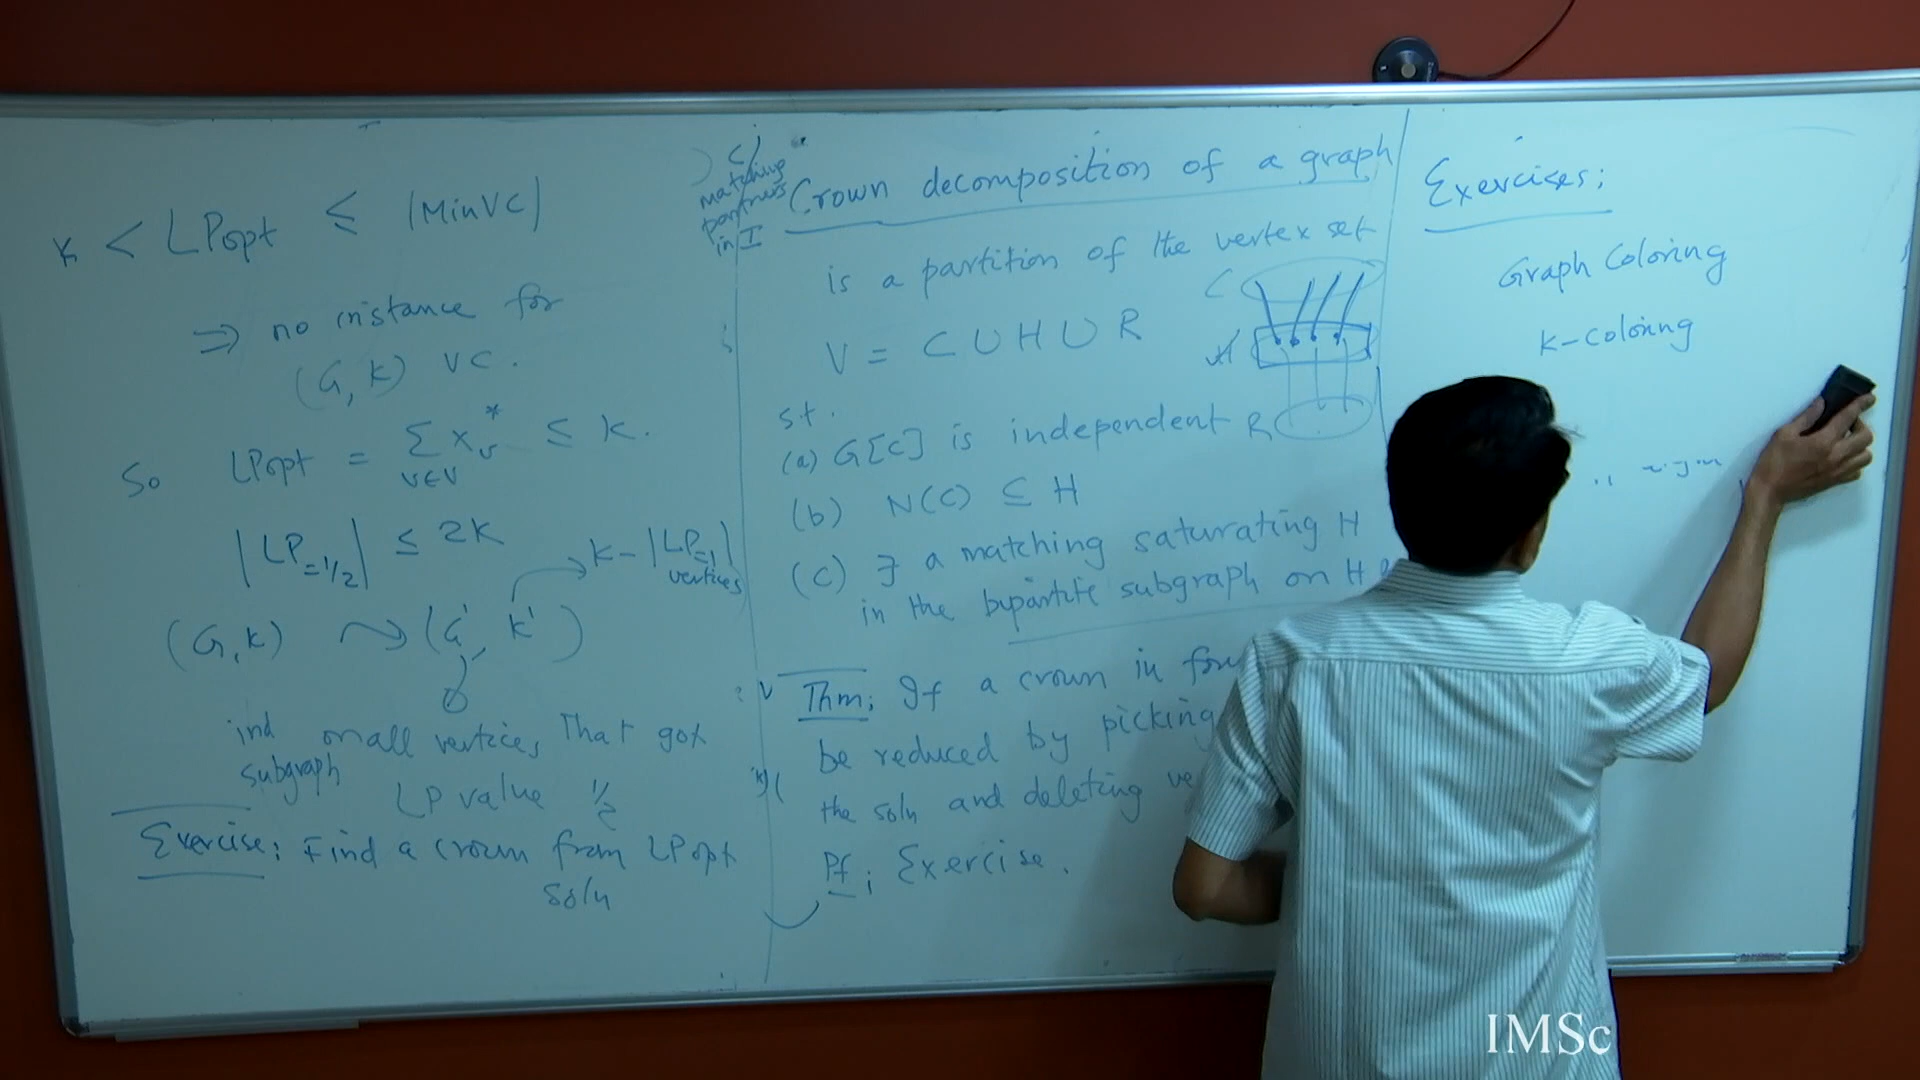 K < LPopt ≤ |MinVC|
⇒ no instance for
(G, K) VC.
So LPopt = Σ x*v ≤ K.
v∈V
|LP=1/2| ≤ 2K
K - |LP=1|
vertices
(G, K) ⤳ (G', K')
ind subgraph on all vertices that got
LP value 1/2
Exercise: Find a crown from LPopt
soln
C)
matching
partners
in I
Crown decomposition of a graph
is a partition of the vertex set
V = C ∪ H ∪ R
C
H
R
st.
(a) G[C] is independent
(b) N(C) ⊆ H
(c) ∃ a matching saturating H
in the bipartite subgraph on H
Thm: If a crown in
be reduced by picking
the soln and deleting
Pf: Exercise.
Exercises:
Graph Coloring
K-coloring
IMSc